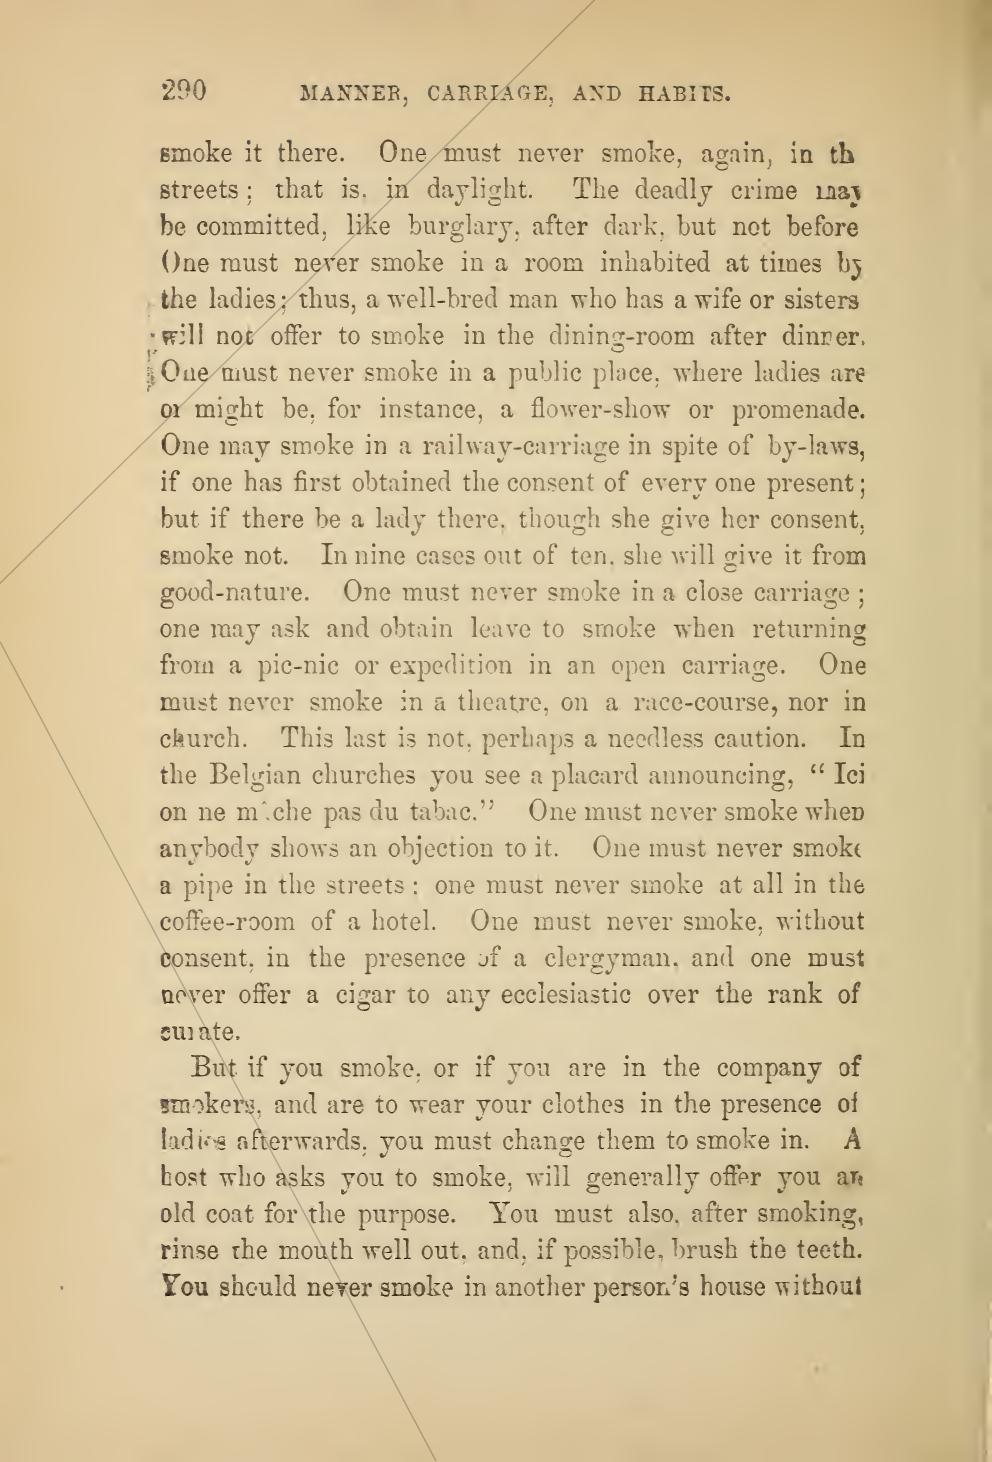 290 MANNER, CARRIAGE, AND HABITS.
smoke it there. One must never smoke, again, in th
streets; that is, in daylight. The deadly crime may
be committed, like burglary, after dark, but not before
One must never smoke in a room inhabited at times by
the ladies; thus, a well-bred man who has a wife or sisters
will not offer to smoke in the dining-room after dinner.
One must never smoke in a public place, where ladies are
or might be, for instance, a flower-show or promenade.
One may smoke in a railway-carriage in spite of by-laws,
if one has first obtained the consent of every one present;
but if there be a lady there, though she give her consent,
smoke not. In nine cases out of ten, she will give it from
good-nature. One must never smoke in a close carriage;
one may ask and obtain leave to smoke when returning
from a pic-nic or expedition in an open carriage. One
must never smoke in a theatre, on a race-course, nor in
church. This last is not, perhaps a needless caution. In
the Belgian churches you see a placard announcing, "Ici
on ne mâche pas du tabac." One must never smoke when
anybody shows an objection to it. One must never smoke
a pipe in the streets; one must never smoke at all in the
coffee-room of a hotel. One must never smoke, without
consent, in the presence of a clergyman, and one must
never offer a cigar to any ecclesiastic over the rank of
curate.
But if you smoke, or if you are in the company of
smokers, and are to wear your clothes in the presence of
ladies afterwards, you must change them to smoke in. A
host who asks you to smoke, will generally offer you an
old coat for the purpose. You must also, after smoking,
rinse the mouth well out, and, if possible, brush the teeth.
You should never smoke in another person's house without